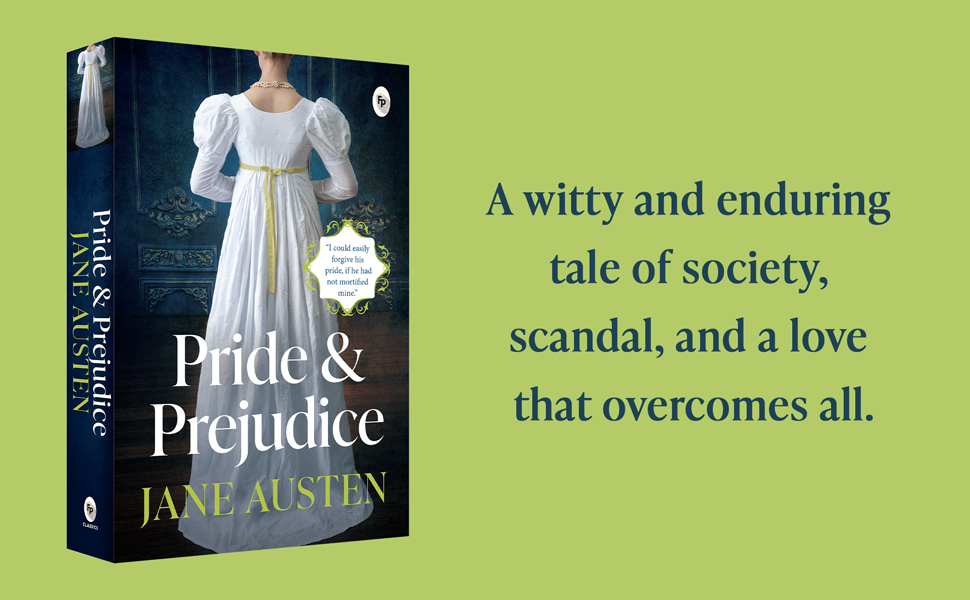 Pride & Prejudice
JANE AUSTEN
FP
CLASSICS
FP
"I could easily
forgive his
pride, if he had
not mortified
mine."
Pride &
Prejudice
JANE AUSTEN
A witty and enduring
tale of society,
scandal, and a love
that overcomes all.